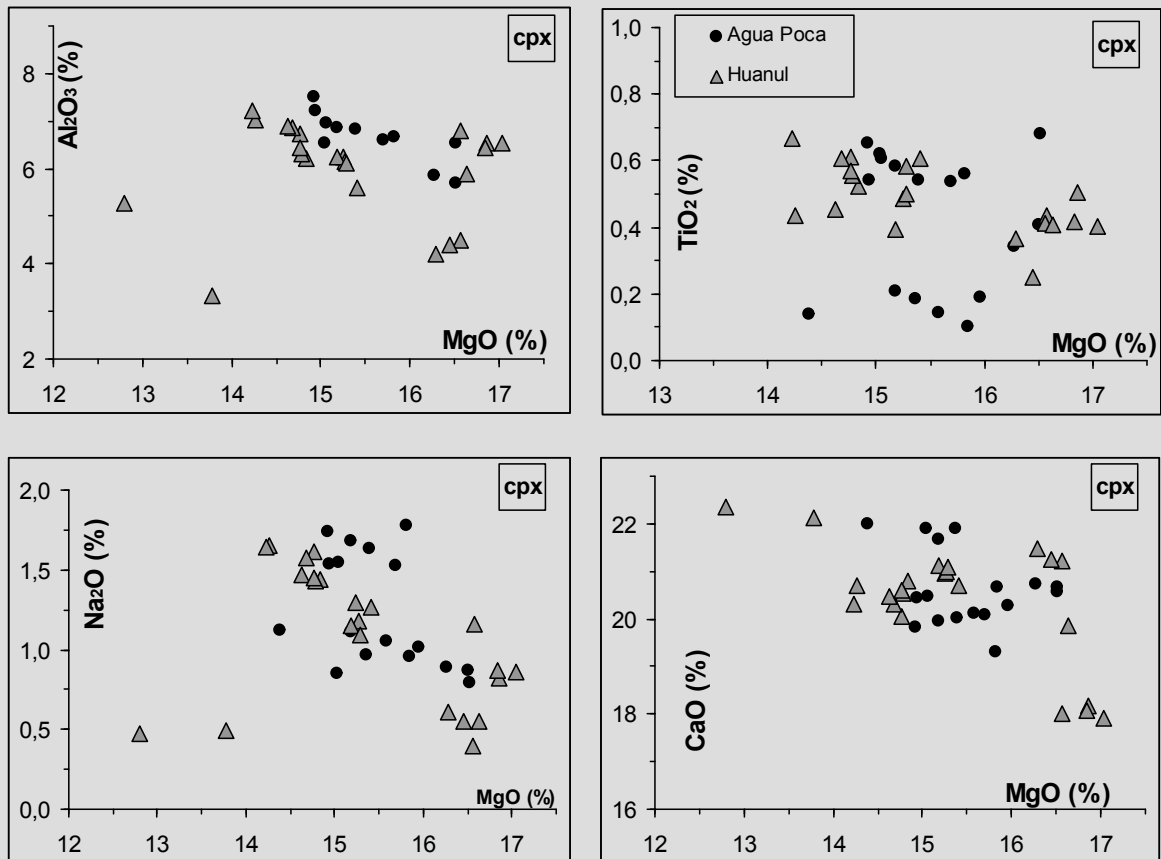 cpx
Al2O3 (%)
8
6
4
2
MgO (%)
12 13 14 15 16 17
1,0
0,8
0,6
0,4
0,2
0,0
TiO2 (%)
Agua Poca
Huanul
cpx
MgO (%)
13 14 15 16 17
cpx
Na2O (%)
2,0
1,5
1,0
0,5
0,0
MgO (%)
12 13 14 15 16 17
cpx
CaO (%)
22
20
18
16
MgO (%)
12 13 14 15 16 17